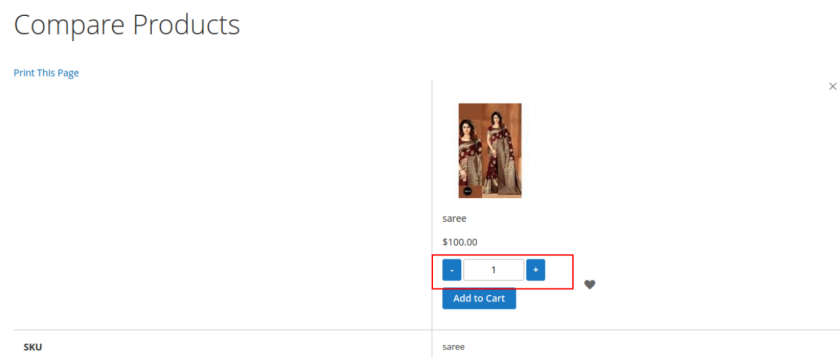 Compare Products
Print This Page
×
saree
$100.00
- 1 +
Add to Cart
SKU saree